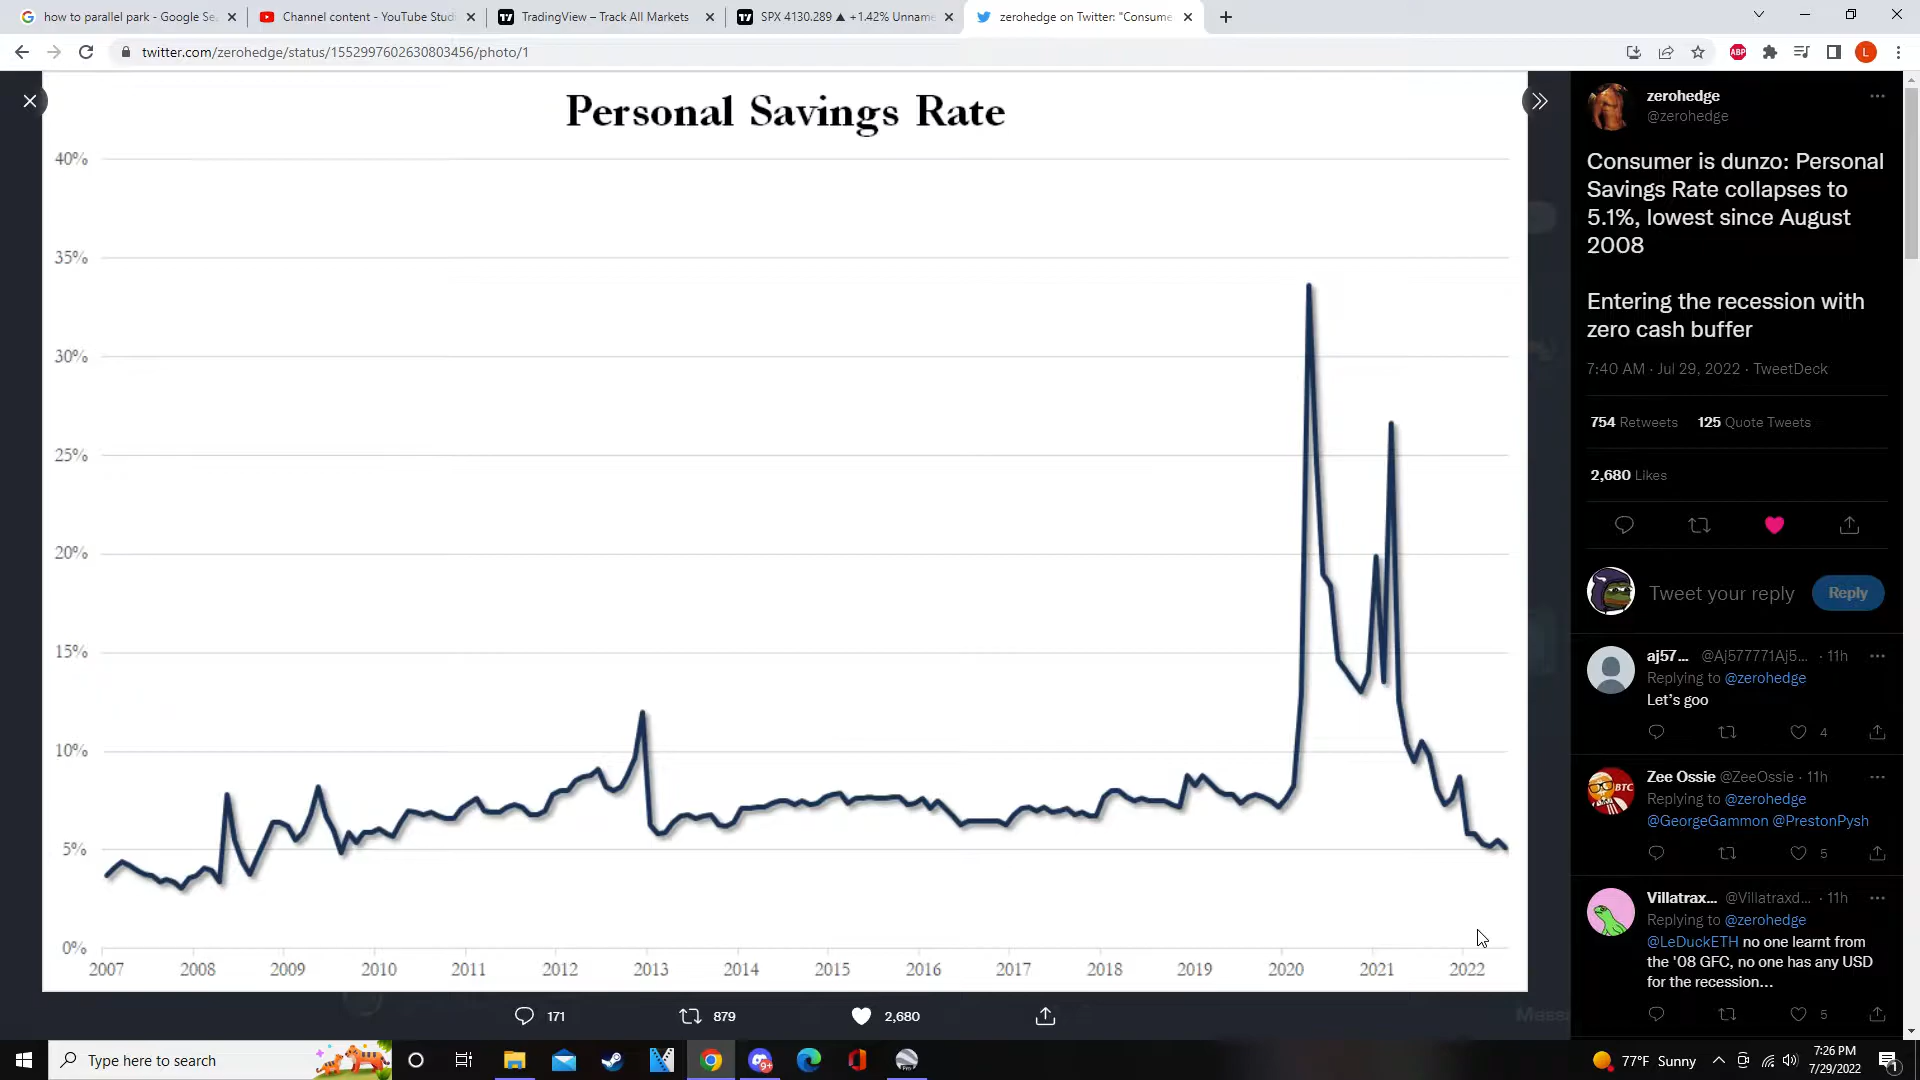 how to parallel park - Google Se
Channel content - YouTube Studi
TradingView – Track All Markets
SPX 4130.289 ▲ +1.42% Unname
zerohedge on Twitter: "Consume
twitter.com/zerohedge/status/1552997602630803456/photo/1
ABP
L
Personal Savings Rate
40%
35%
30%
25%
20%
15%
10%
5%
0%
2007 2008 2009 2010 2011 2012 2013 2014 2015 2016 2017 2018 2019 2020 2021 2022
171
879
2,680
zerohedge
@zerohedge
Consumer is dunzo: Personal
Savings Rate collapses to
5.1%, lowest since August
2008
Entering the recession with
zero cash buffer
7:40 AM · Jul 29, 2022 · TweetDeck
754 Retweets 125 Quote Tweets
2,680 Likes
Tweet your reply
Reply
aj57... @Aj577771Aj5... · 11h
Replying to @zerohedge
Let's goo
4
Zee Ossie @ZeeOssie · 11h
Replying to @zerohedge
@GeorgeGammon @PrestonPysh
BTC
5
Villatrax... @Villatraxd... · 11h
Replying to @zerohedge
@LeDuckETH no one learnt from
the '08 GFC, no one has any USD
for the recession...
5
Type here to search
9+
77°F Sunny
7:26 PM
7/29/2022
1